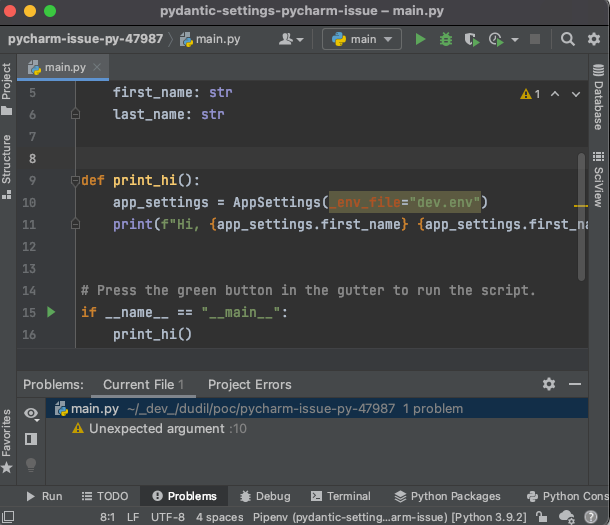 pydantic-settings-pycharm-issue – main.py
pycharm-issue-py-47987 main.py main
main.py
5 first_name: str
6 last_name: str
7
8
9 def print_hi():
10 app_settings = AppSettings(_env_file="dev.env")
11 print(f"Hi, {app_settings.first_name} {app_settings.first_na
12
13
14 # Press the green button in the gutter to run the script.
15 if __name__ == "__main__":
16 print_hi()
1
Project
Structure
Favorites
Database
SciView
Problems: Current File 1 Project Errors
main.py ~/_dev_/dudil/poc/pycharm-issue-py-47987 1 problem
Unexpected argument :10
Run TODO Problems Debug Terminal Python Packages Python Cons
8:1 LF UTF-8 4 spaces Pipenv (pydantic-setting...arm-issue) [Python 3.9.2]